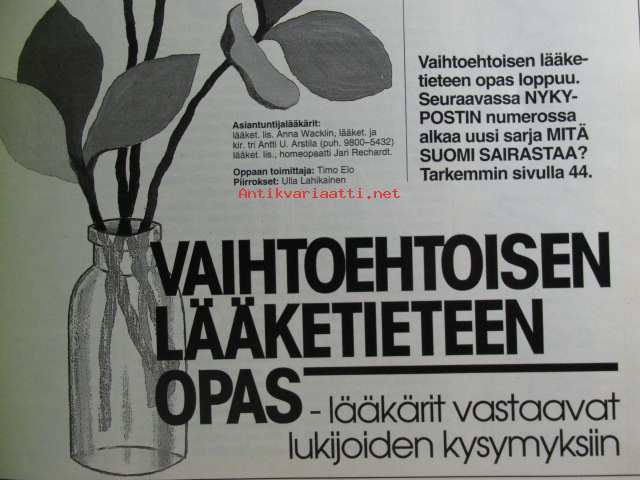 Asiantuntijalääkärit:
lääket. lis. Anna Wacklin, lääket. ja
kir. tri Antti U. Arstila (puh. 9800–5432)
lääket. lis., homeopaatti Jari Rechardt.
Oppaan toimittaja: Timo Elo
Piirrokset: Ulla Lahikainen
Antikvariaatti.net
Vaihtoehtoisen lääke-
tieteen opas loppuu.
Seuraavassa NYKY-
POSTIN numerossa
alkaa uusi sarja MITÄ
SUOMI SAIRASTAA?
Tarkemmin sivulla 44.
VAIHTOEHTOISEN
LÄÄKETIETEEN
OPAS
- lääkärit vastaavat
lukijoiden kysymyksiin